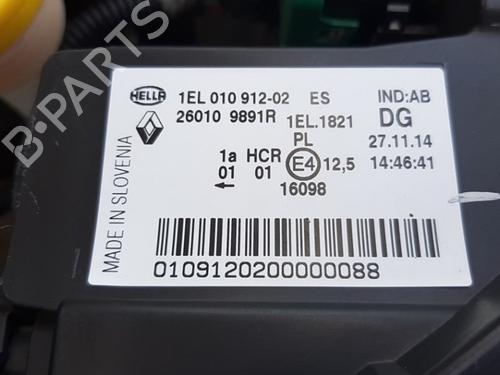 B-PARTS
HELLA 1EL 010 912-02 ES IND:AB
26010 9891R 1EL.1821 DG
PL 27.11.14
1a HCR E4 12,5 14:46:41
01 ← 01 16098
MADE IN SLOVENIA
0109120200000088